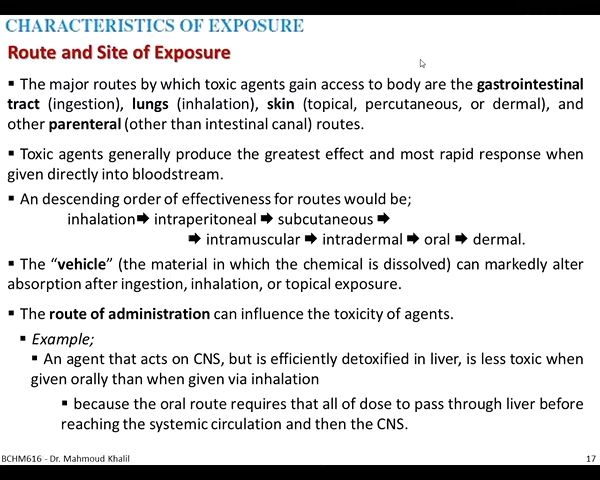 CHARACTERISTICS OF EXPOSURE
Route and Site of Exposure
▪ The major routes by which toxic agents gain access to body are the gastrointestinal
tract (ingestion), lungs (inhalation), skin (topical, percutaneous, or dermal), and
other parenteral (other than intestinal canal) routes.
▪ Toxic agents generally produce the greatest effect and most rapid response when
given directly into bloodstream.
▪ An descending order of effectiveness for routes would be;
inhalation➡ intraperitoneal ➡ subcutaneous ➡
➡ intramuscular ➡ intradermal ➡ oral ➡ dermal.
▪ The “vehicle” (the material in which the chemical is dissolved) can markedly alter
absorption after ingestion, inhalation, or topical exposure.
▪ The route of administration can influence the toxicity of agents.
▪ Example;
▪ An agent that acts on CNS, but is efficiently detoxified in liver, is less toxic when
given orally than when given via inhalation
▪ because the oral route requires that all of dose to pass through liver before
reaching the systemic circulation and then the CNS.
BCHM616 - Dr. Mahmoud Khalil 17